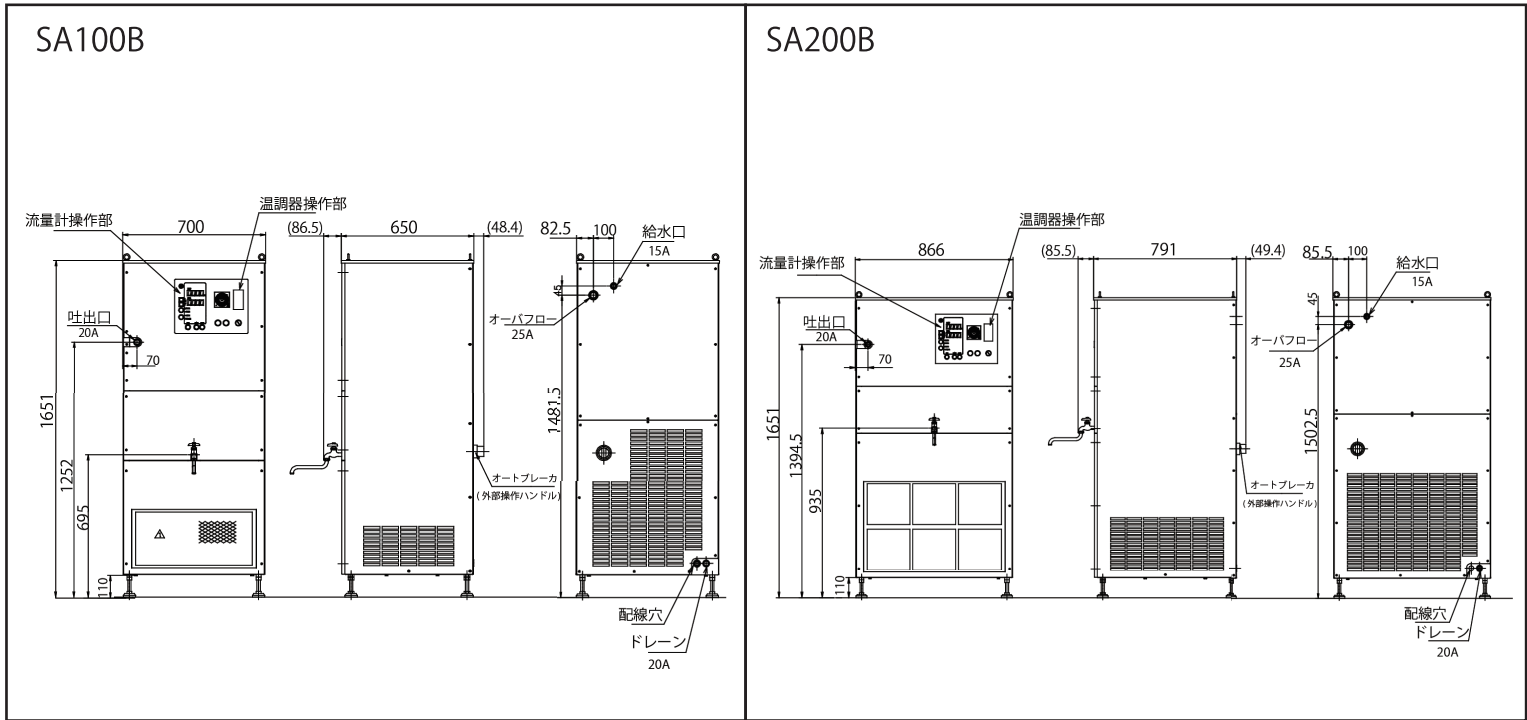 SA100B
流量計操作部
温調器操作部
700
(86.5)
650
(48.4)
82.5
100
給水口
15A
45
オーバフロー
25A
吐出口
20A
70
1651
1252
695
110
1481.5
オートブレーカ
(外部操作ハンドル)
配線穴
ドレーン
20A
SA200B
温調器操作部
流量計操作部
866
(85.5)
791
(49.4)
85.5
100
給水口
15A
45
オーバフロー
25A
吐出口
20A
70
1651
1394.5
935
110
1502.5
オートブレーカ
(外部操作ハンドル)
配線穴
ドレーン
20A